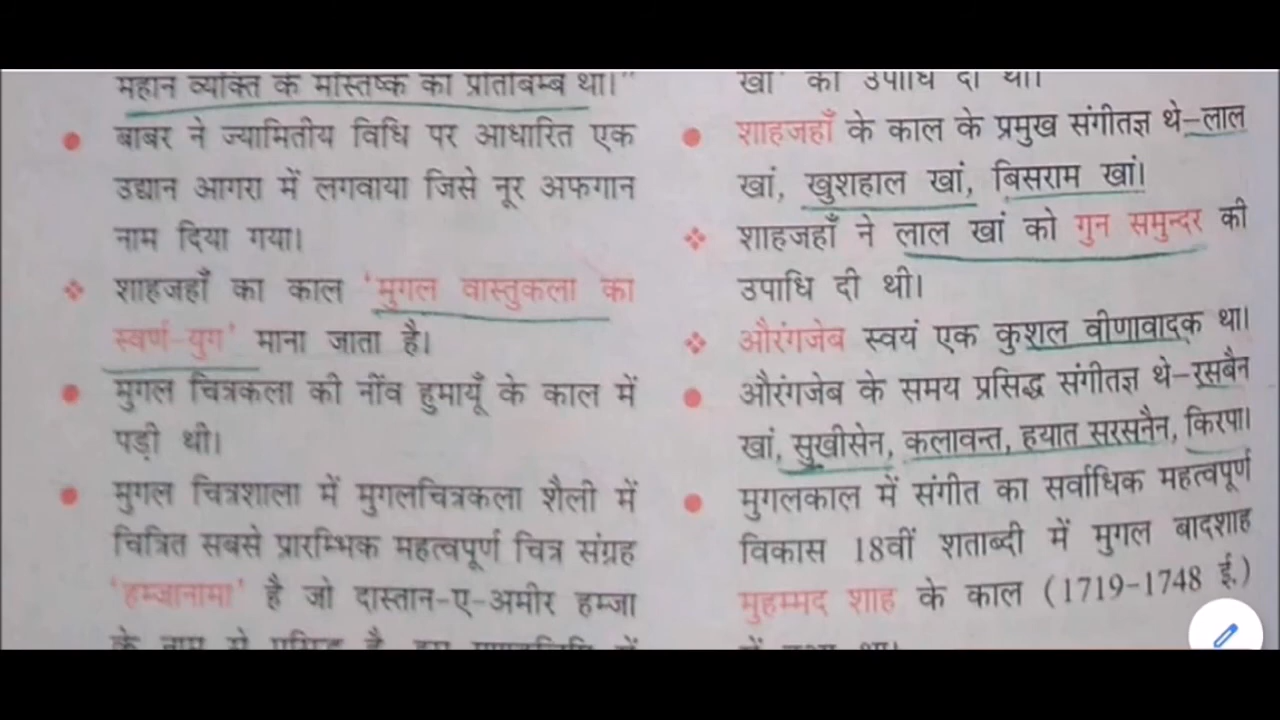 महान व्यक्ति के मस्तिष्क का प्रतिबिम्ब था।"
● बाबर ने ज्यामितीय विधि पर आधारित एक
उद्यान आगरा में लगवाया जिसे नूर अफगान
नाम दिया गया।
❖ शाहजहाँ का काल 'मुगल वास्तुकला का
स्वर्ण-युग' माना जाता है।
● मुगल चित्रकला की नींव हुमायूँ के काल में
पड़ी थी।
● मुगल चित्रशाला में मुगलचित्रकला शैली में
चित्रित सबसे प्रारम्भिक महत्वपूर्ण चित्र संग्रह
'हम्जानामा' है जो दास्तान-ए-अमीर हम्जा
के नाम से प्रसिद्ध है
खां' की उपाधि दी थी।
● शाहजहाँ के काल के प्रमुख संगीतज्ञ थे-लाल
खां, खुशहाल खां, बिसराम खां।
❖ शाहजहाँ ने लाल खां को गुन समुन्दर की
उपाधि दी थी।
❖ औरंगजेब स्वयं एक कुशल वीणावादक था।
● औरंगजेब के समय प्रसिद्ध संगीतज्ञ थे-रसबैन
खां, सुखीसेन, कलावन्त, हयात सरसनैन, किरपा।
● मुगलकाल में संगीत का सर्वाधिक महत्वपूर्ण
विकास 18वीं शताब्दी में मुगल बादशाह
मुहम्मद शाह के काल (1719-1748 ई.)
में हुआ था।